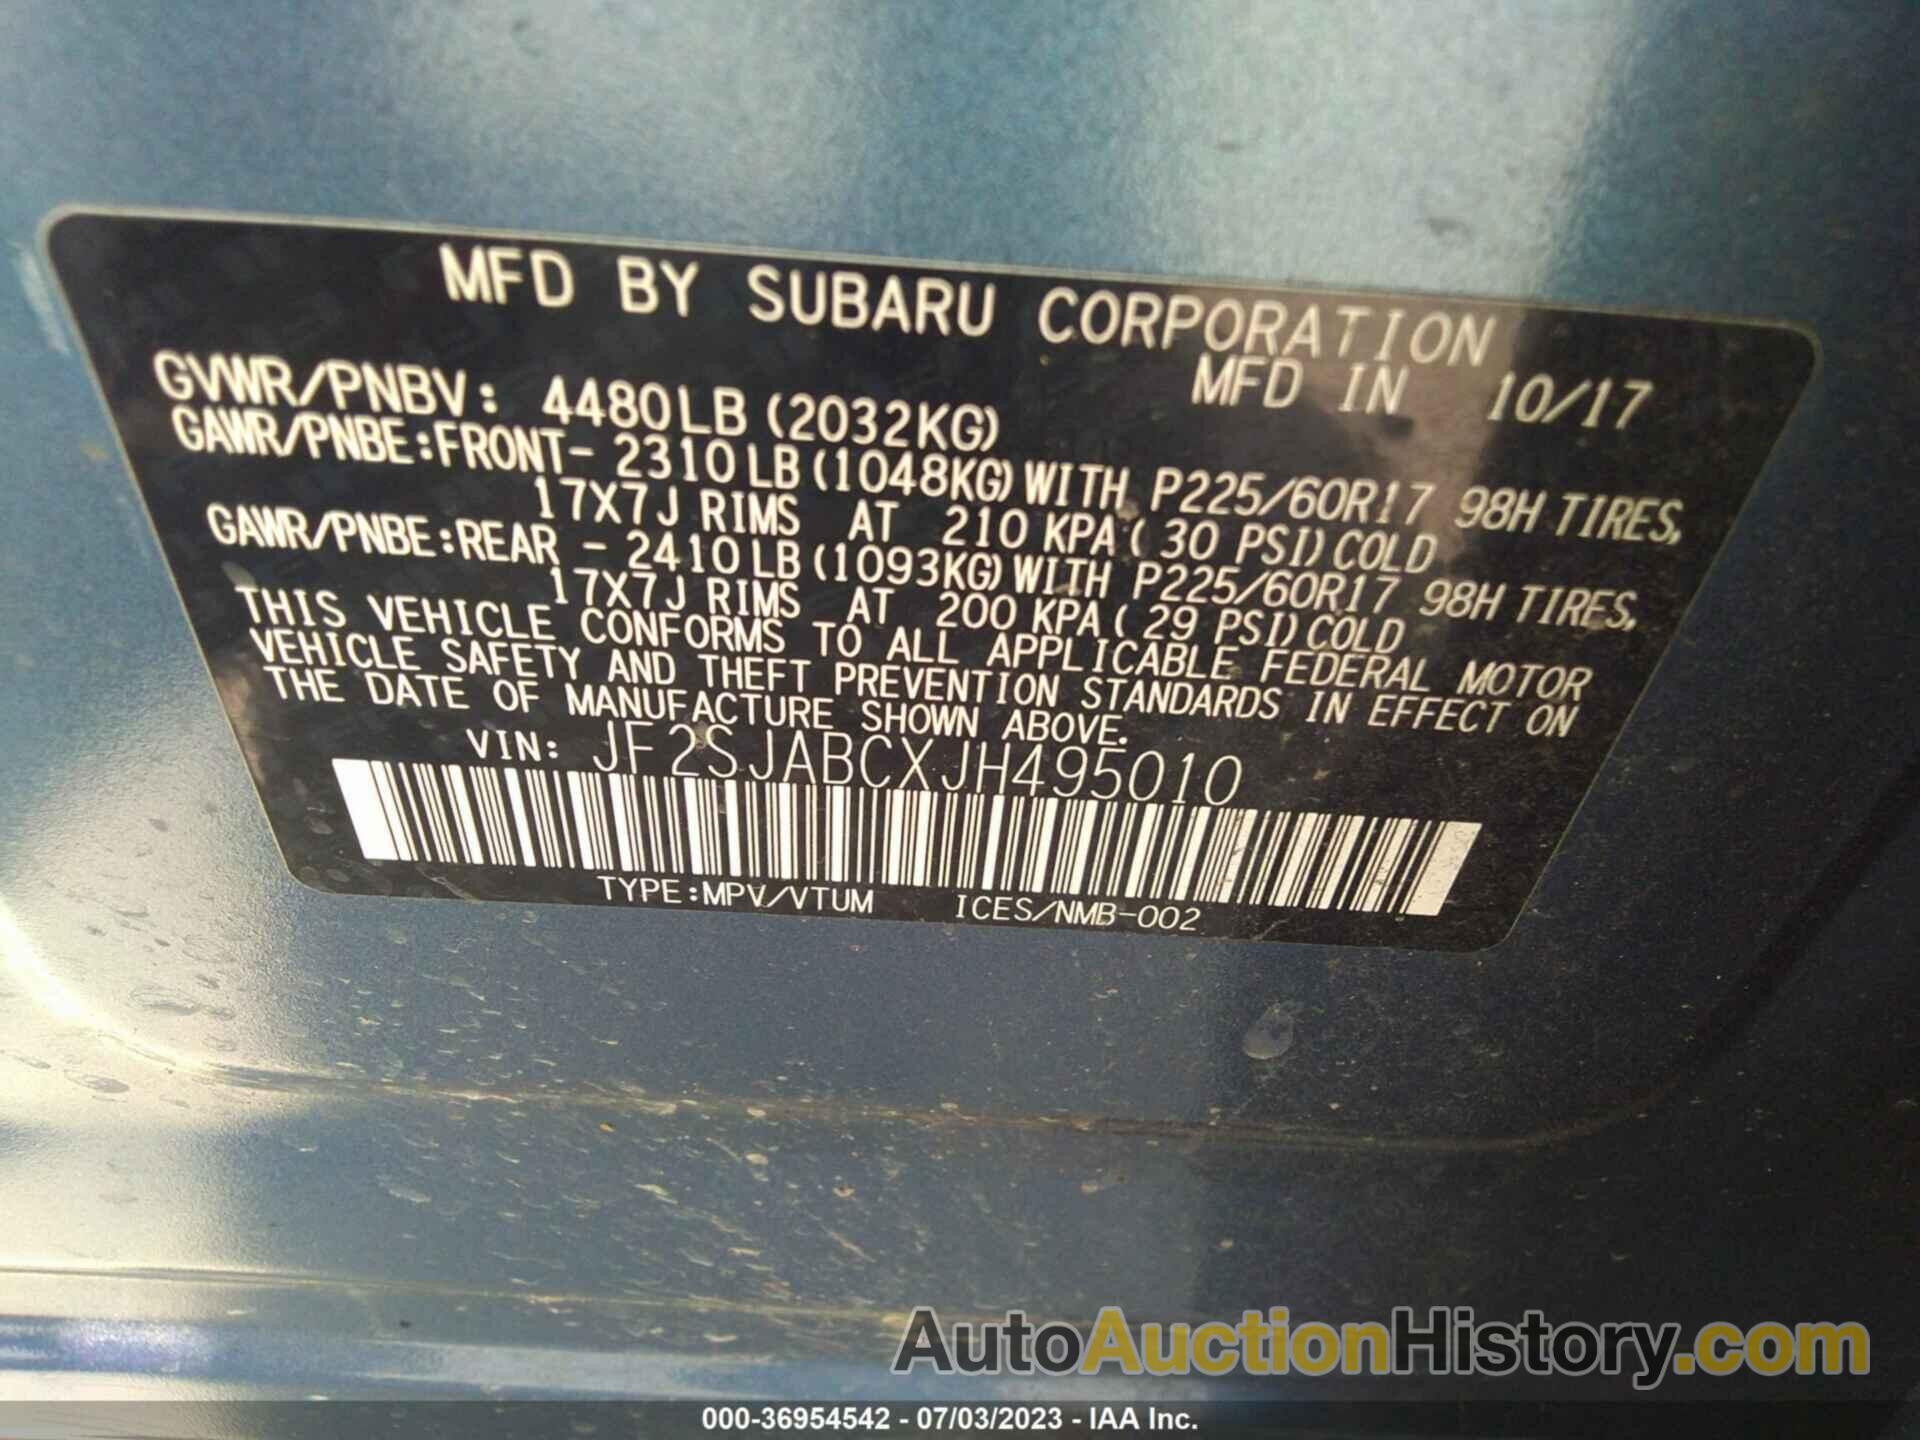 MFD BY SUBARU CORPORATION
MFD IN 10/17
GVWR/PNBV: 4480LB (2032KG)
GAWR/PNBE:FRONT- 2310LB (1048KG) WITH P225/60R17 98H TIRES,
17X7J RIMS AT 210 KPA (30 PSI) COLD
GAWR/PNBE:REAR - 2410LB (1093KG) WITH P225/60R17 98H TIRES,
17X7J RIMS AT 200 KPA (29 PSI) COLD
THIS VEHICLE CONFORMS TO ALL APPLICABLE FEDERAL MOTOR
VEHICLE SAFETY AND THEFT PREVENTION STANDARDS IN EFFECT ON
THE DATE OF MANUFACTURE SHOWN ABOVE.
VIN: JF2SJABCXJH495010
TYPE:MPV/VTUM ICES/NMB-002
AutoAuctionHistory.com
000-36954542 - 07/03/2023 - IAA Inc.